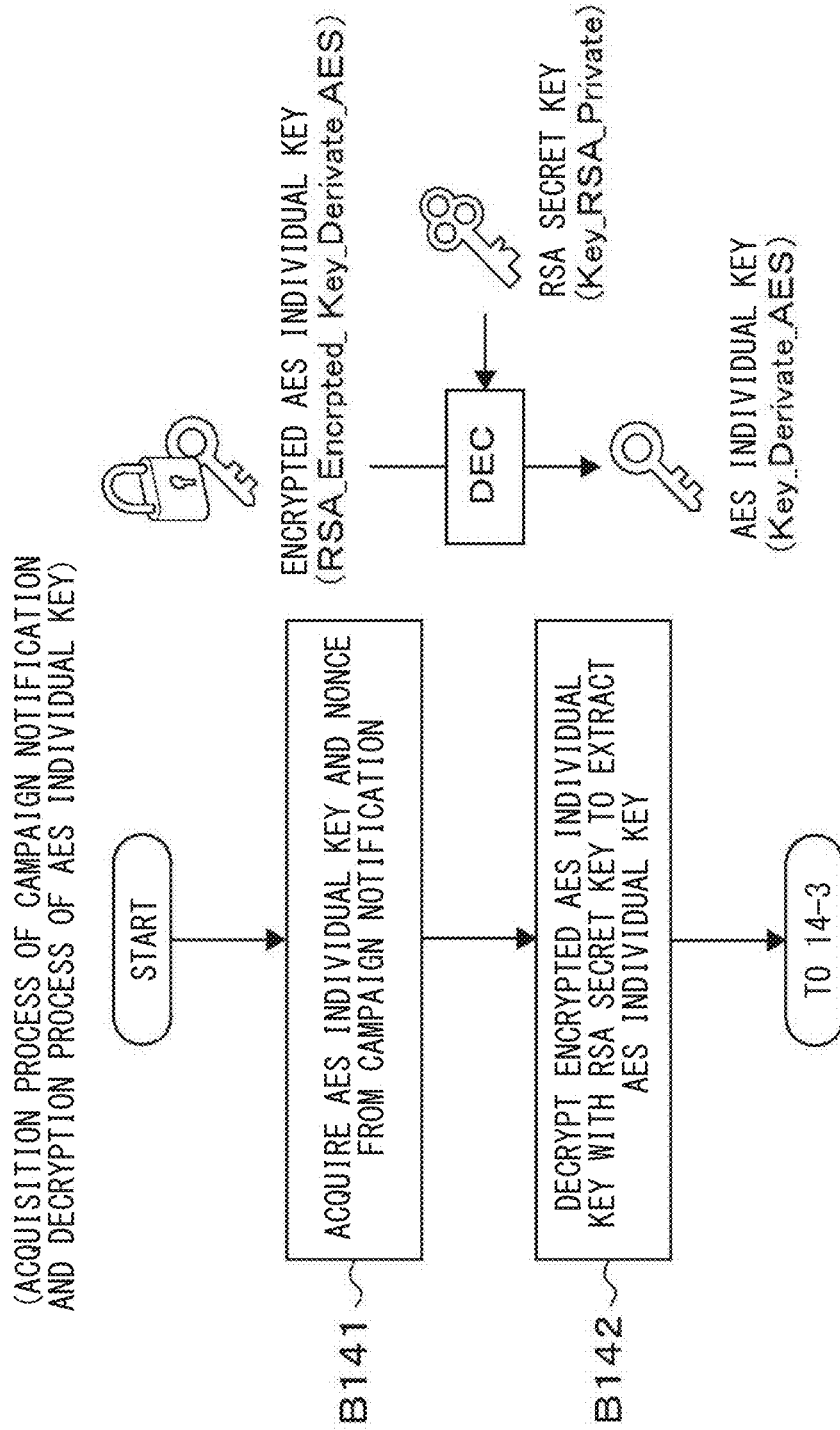 (ACQUISITION PROCESS OF CAMPAIGN NOTIFICATION
AND DECRYPTION PROCESS OF AES INDIVIDUAL KEY)
START
B141
ACQUIRE AES INDIVIDUAL KEY AND NONCE
FROM CAMPAIGN NOTIFICATION
B142
DECRYPT ENCRYPTED AES INDIVIDUAL
KEY WITH RSA SECRET KEY TO EXTRACT
AES INDIVIDUAL KEY
TO 14-3
ENCRYPTED AES INDIVIDUAL KEY
(RSA_Encrpted_ Key_Derivate_AES)
DEC
RSA SECRET KEY
(Key_RSA_Private)
AES INDIVIDUAL KEY
(Key_Derivate_AES)